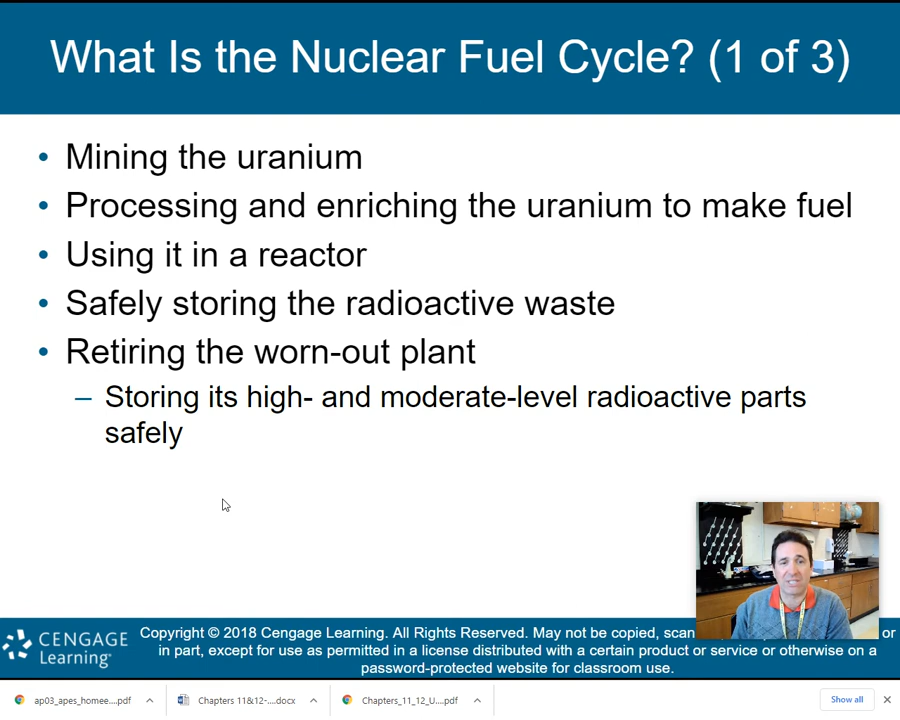 What Is the Nuclear Fuel Cycle? (1 of 3)
• Mining the uranium
• Processing and enriching the uranium to make fuel
• Using it in a reactor
• Safely storing the radioactive waste
• Retiring the worn-out plant
– Storing its high- and moderate-level radioactive parts
safely
CENGAGE
Learning™
Copyright © 2018 Cengage Learning. All Rights Reserved. May not be copied, or
in part, except for use as permitted in a license distributed with a certain product or service or otherwise on a
password-protected website for classroom use.
ap03_apes_homee....pdf
Chapters 11&12-....docx
Chapters_11_12_U....pdf
Show all